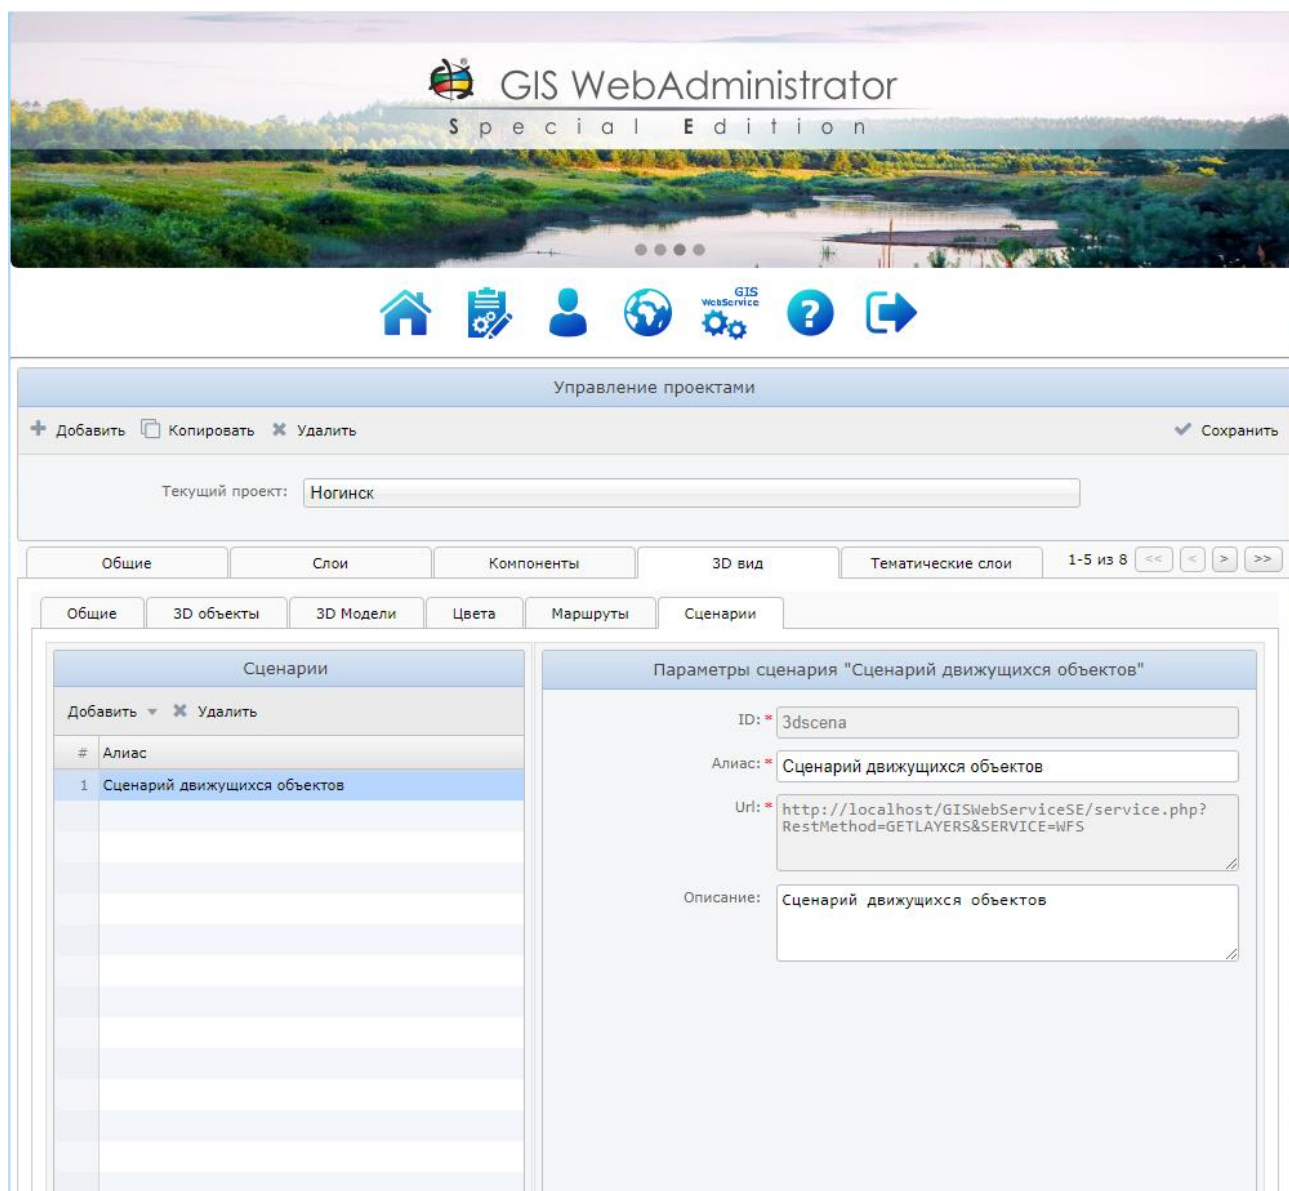 GIS WebAdministrator
Special Edition
GIS
WebService
?
Управление проектами
Добавить Копировать Удалить Сохранить
Текущий проект: Ногинск
Общие Слои Компоненты 3D вид Тематические слои 1-5 из 8 << < > >>
Общие 3D объекты 3D Модели Цвета Маршруты Сценарии
Сценарии
Добавить Удалить
# Алиас
1 Сценарий движущихся объектов
Параметры сценария "Сценарий движущихся объектов"
ID: * 3dscena
Алиас: * Сценарий движущихся объектов
Url: * http://localhost/GISWebServiceSE/service.php?
RestMethod=GETLAYERS&SERVICE=WFS
Описание: Сценарий движущихся объектов